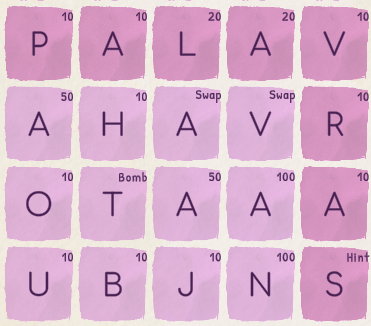 10 10 20 20 10
P A L A V
50 10 Swap Swap 10
A H A V R
10 Bomb 50 100 10
O T A A A
10 10 10 100 Hint
U B J N S